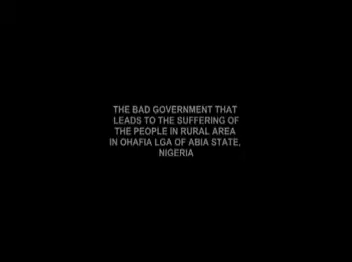 THE BAD GOVERNMENT THAT
LEADS TO THE SUFFERING OF
THE PEOPLE IN RURAL AREA
IN OHAFIA LGA OF ABIA STATE,
NIGERIA